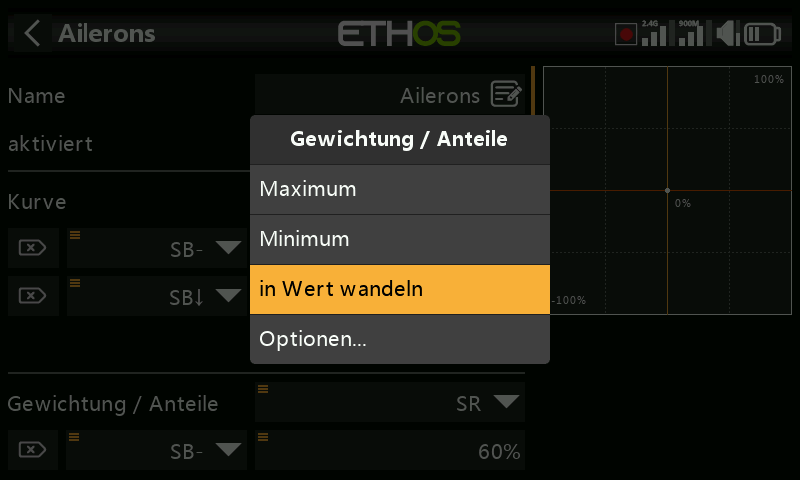 Ailerons
ETHOS
2.4G
900M
Name
Ailerons
100%
aktiviert
Gewichtung / Anteile
Maximum
Kurve
0%
Minimum
SB-
in Wert wandeln
SB↓
-100%
Optionen...
Gewichtung / Anteile
SR
SB-
60%